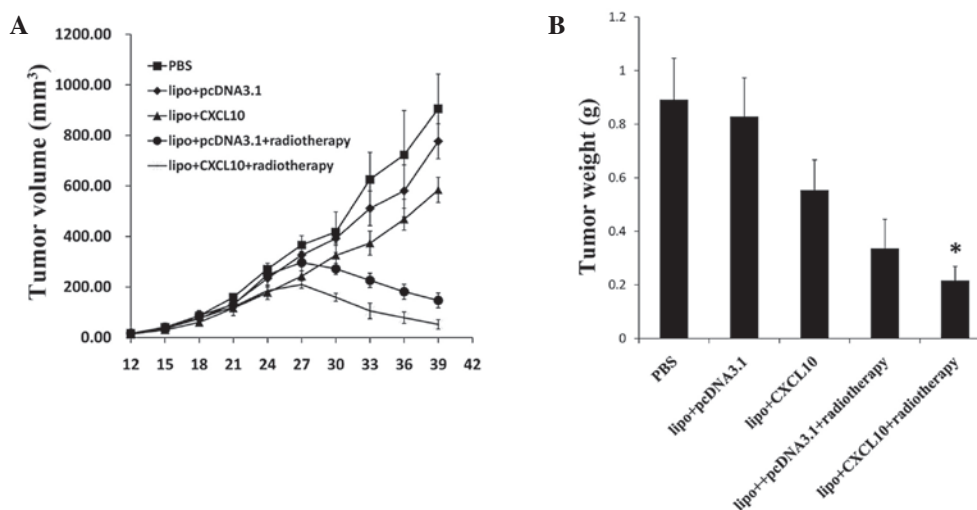 A
Tumor volume (mm³)
1200.00
1000.00
800.00
600.00
400.00
200.00
0.00
PBS
lipo+pcDNA3.1
lipo+CXCL10
lipo+pcDNA3.1+radiotherapy
lipo+CXCL10+radiotherapy
12 15 18 21 24 27 30 33 36 39 42
B
Tumor weight (g)
1.2
1
0.8
0.6
0.4
0.2
0
*
PBS
lipo+pcDNA3.1
lipo+CXCL10
lipo++pcDNA3.1+radiotherapy
lipo+CXCL10+radiotherapy